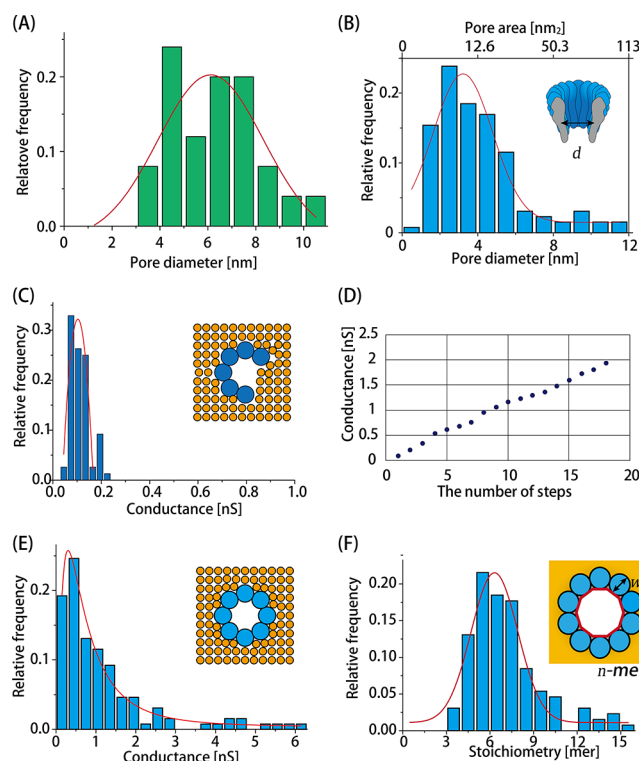 (A)
Relatove frequency
0.2
0.1
0
0 2 4 6 8 10
Pore diameter [nm]
(B)
Pore area [nm2]
0 12.6 50.3 113
Relative frequency
0.2
0.1
0
d
0 4 8 12
Pore diameter [nm]
(C)
Relative frequency
0.3
0.2
0.0
0.0 0.2 0.4 0.6 0.8 1.0
Conductance [nS]
(D)
Conductance [nS]
2.5
2
1.5
1
0.5
0
0 5 10 15 20
The number of steps
(E)
Relative frequency
0.2
0.1
0.0
0 1 2 3 4 5 6
Conductance [nS]
(F)
Relative frequency
0.20
0.15
0.10
0.05
0.00
w
n-me
0 3 6 9 12 15
Stoichiometry [mer]